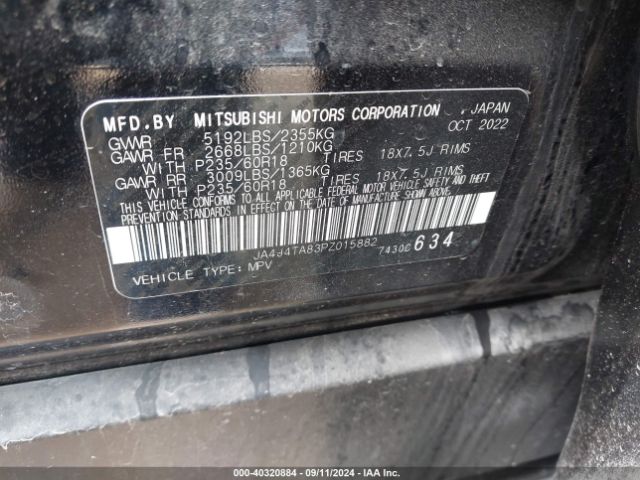 MFD.BY MITSUBISHI MOTORS CORPORATION , JAPAN
OCT 2022
GVWR 5192LBS/2355KG
GAWR FR 2668LBS/1210KG
WITH P235/60R18 TIRES 18X7.5J RIMS
GAWR RR 3009LBS/1365KG
WITH P235/60R18 TIRES 18X7.5J RIMS
THIS VEHICLE CONFORMS TO ALL APPLICABLE FEDERAL MOTOR VEHICLE SAFETY AND THEFT
PREVENTION STANDARDS IN EFFECT ON THE DATE OF MANUFACTURE SHOWN ABOVE.
JA4J4TA83PZ015882 7430C634
VEHICLE TYPE: MPV
000-40320884 - 09/11/2024 - IAA Inc. - Copyright